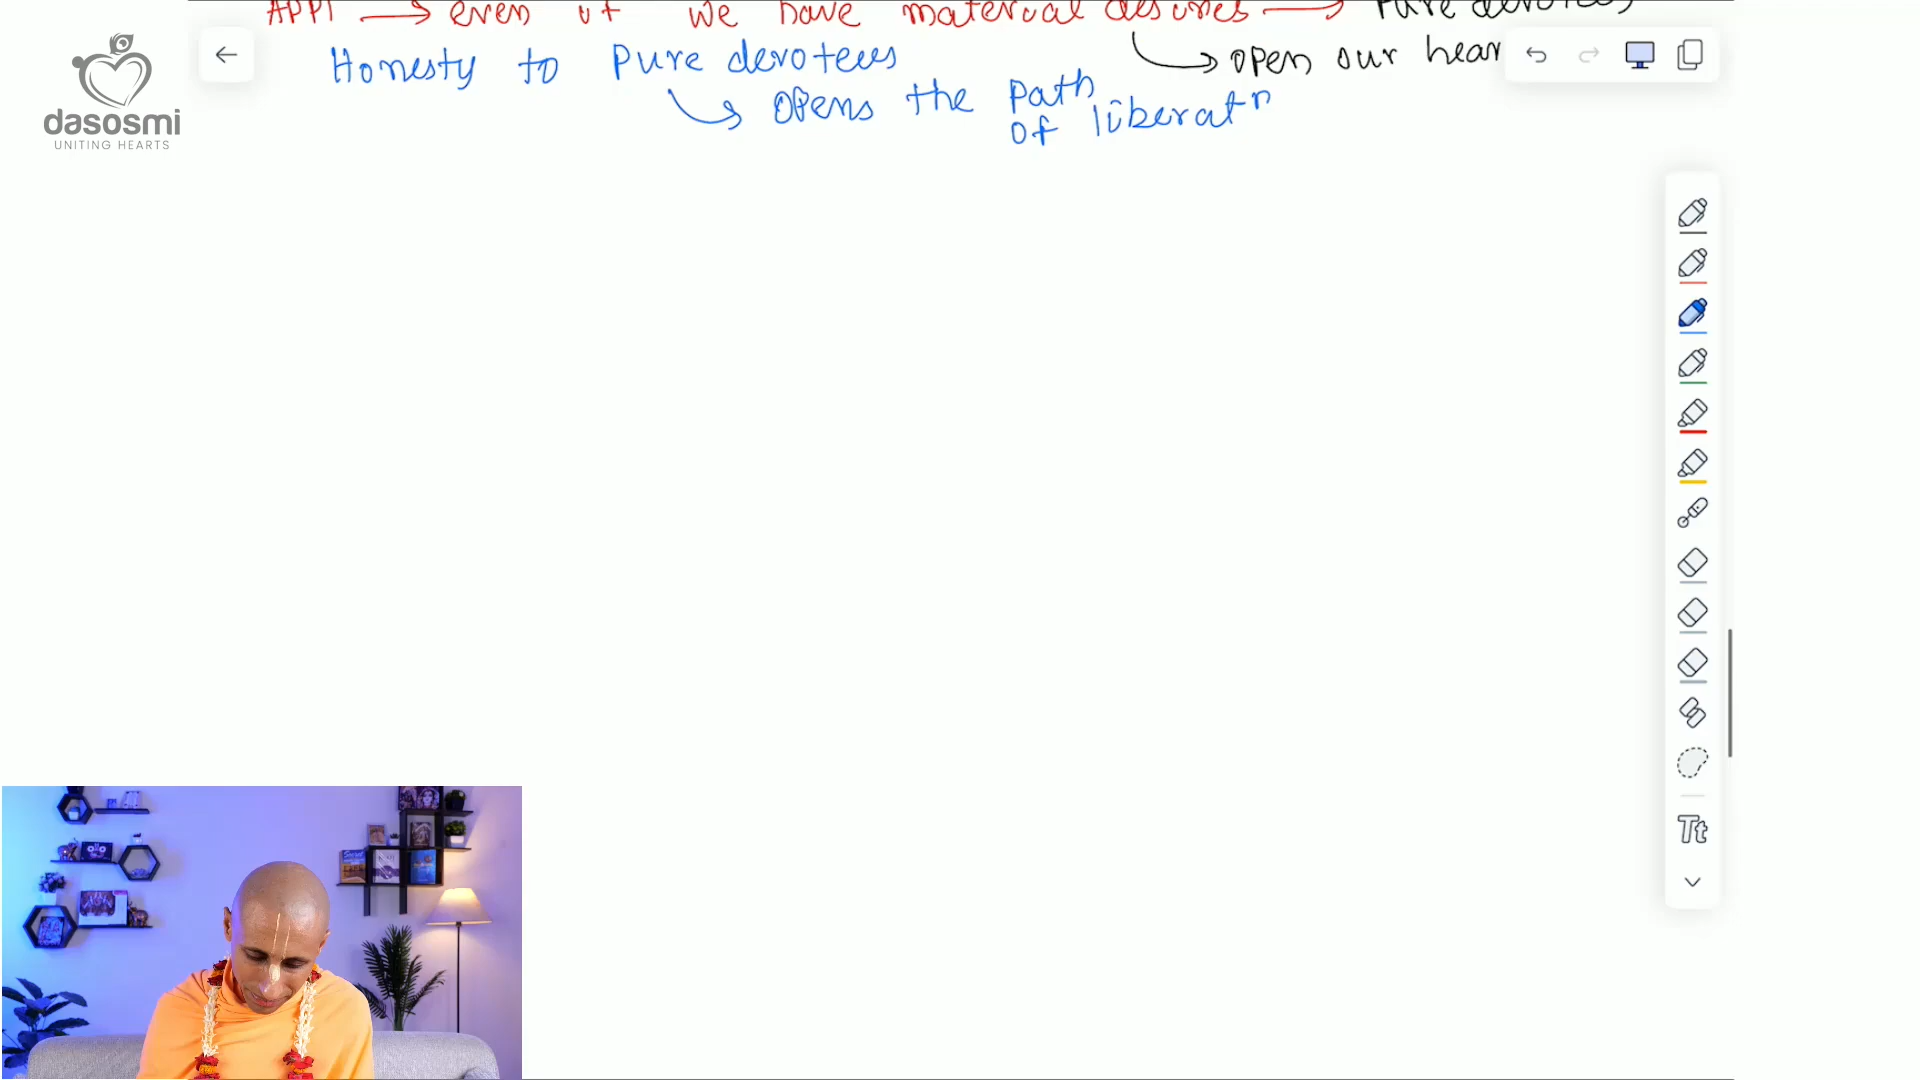 APPI → even if we have material desires → Pure devotees
Honesty to Pure devotees
→ open our hear
→ opens the path
of liberatn
dasosmi
UNITING HEARTS
Tt